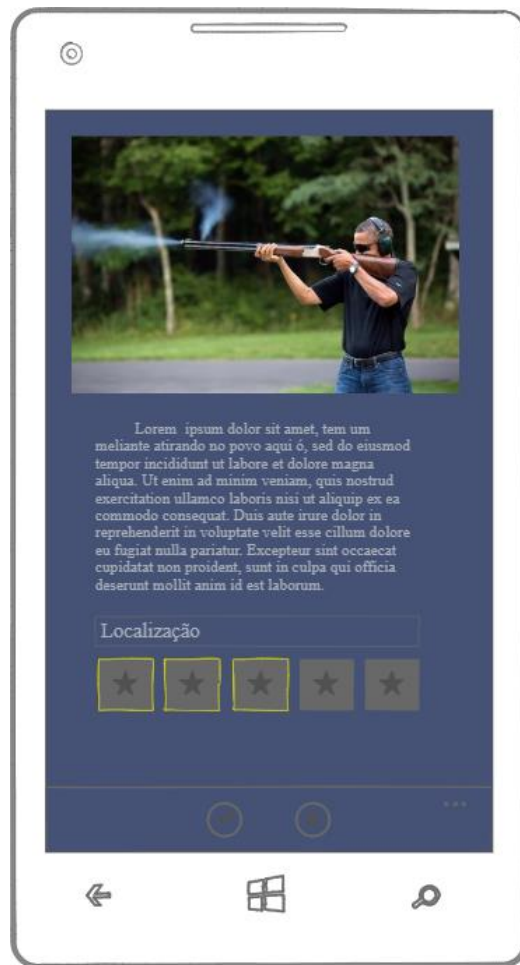 Lorem ipsum dolor sit amet, tem um
meliante atirando no povo aqui ó, sed do eiusmod
tempor incididunt ut labore et dolore magna
aliqua. Ut enim ad minim veniam, quis nostrud
exercitation ullamco laboris nisi ut aliquip ex ea
commodo consequat. Duis aute irure dolor in
reprehenderit in voluptate velit esse cillum dolore
eu fugiat nulla pariatur. Excepteur sint occaecat
cupidatat non proident, sunt in culpa qui officia
deserunt mollit anim id est laborum.
Localização